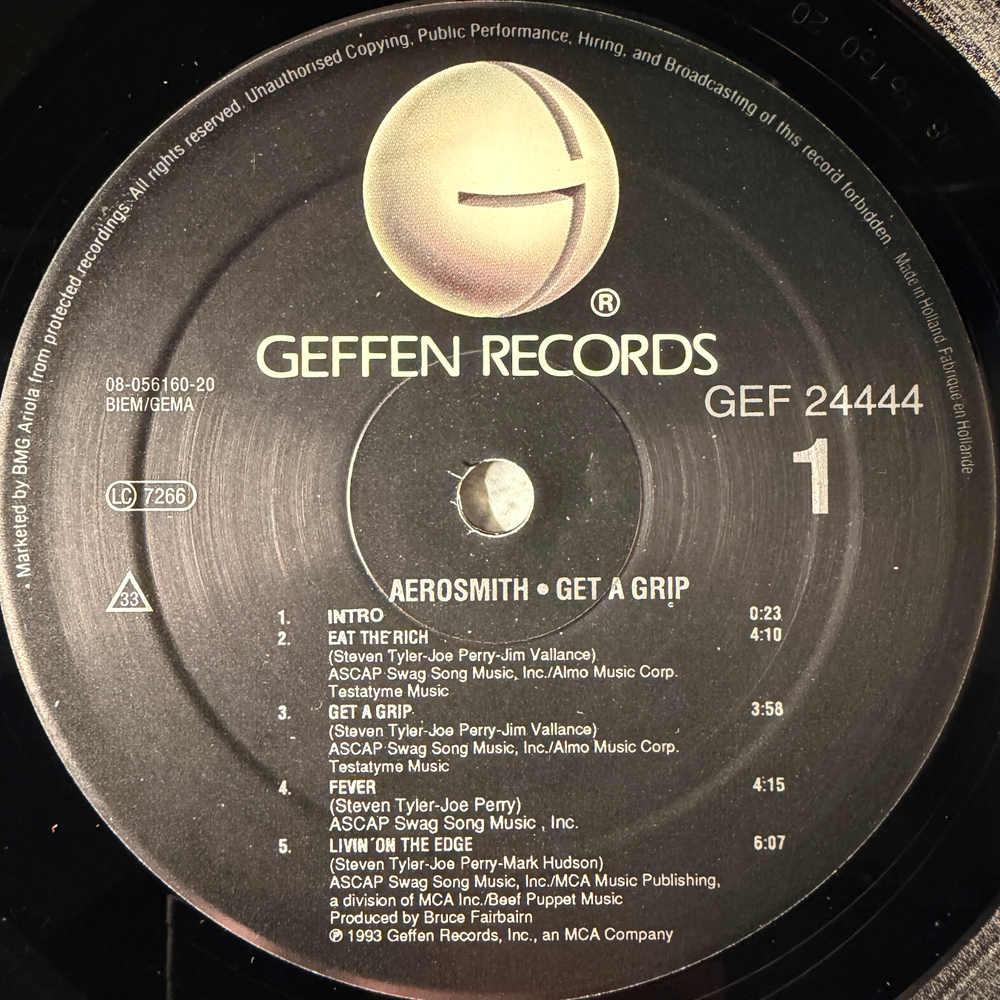 • Marketed by BMG Ariola from protected recordings. All rights reserved. Unauthorised Copying, Public Performance, Hiring, and Broadcasting of this record forbidden. Made in Holland. Fabriqué en Hollande.
®
GEFFEN RECORDS
08-056160-20
BIEM/GEMA
GEF 24444
1
LC 7266
33
AEROSMITH • GET A GRIP
1. INTRO 0:23
2. EAT THE RICH 4:10
(Steven Tyler-Joe Perry-Jim Vallance)
ASCAP Swag Song Music, Inc./Almo Music Corp.
Testatyme Music
3. GET A GRIP 3:58
(Steven Tyler-Joe Perry-Jim Vallance)
ASCAP Swag Song Music, Inc./Almo Music Corp.
Testatyme Music
4. FEVER 4:15
(Steven Tyler-Joe Perry)
ASCAP Swag Song Music , Inc.
5. LIVIN' ON THE EDGE 6:07
(Steven Tyler-Joe Perry-Mark Hudson)
ASCAP Swag Song Music, Inc./MCA Music Publishing,
a division of MCA Inc./Beef Puppet Music
Produced by Bruce Fairbairn
℗ 1993 Geffen Records, Inc., an MCA Company